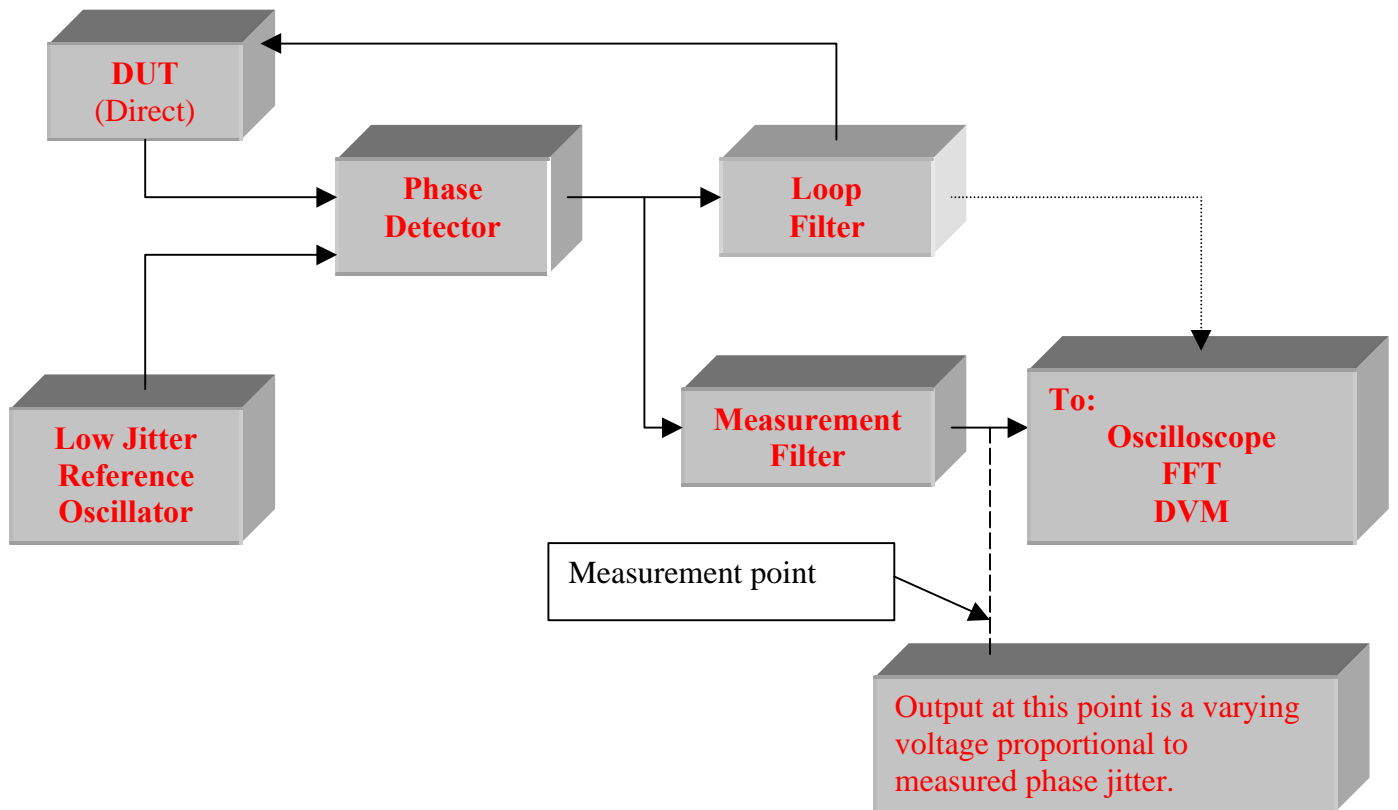 DUT
(Direct)
Phase
Detector
Loop
Filter
Low Jitter
Reference
Oscillator
Measurement
Filter
To:
Oscilloscope
FFT
DVM
Measurement point
Output at this point is a varying
voltage proportional to
measured phase jitter.